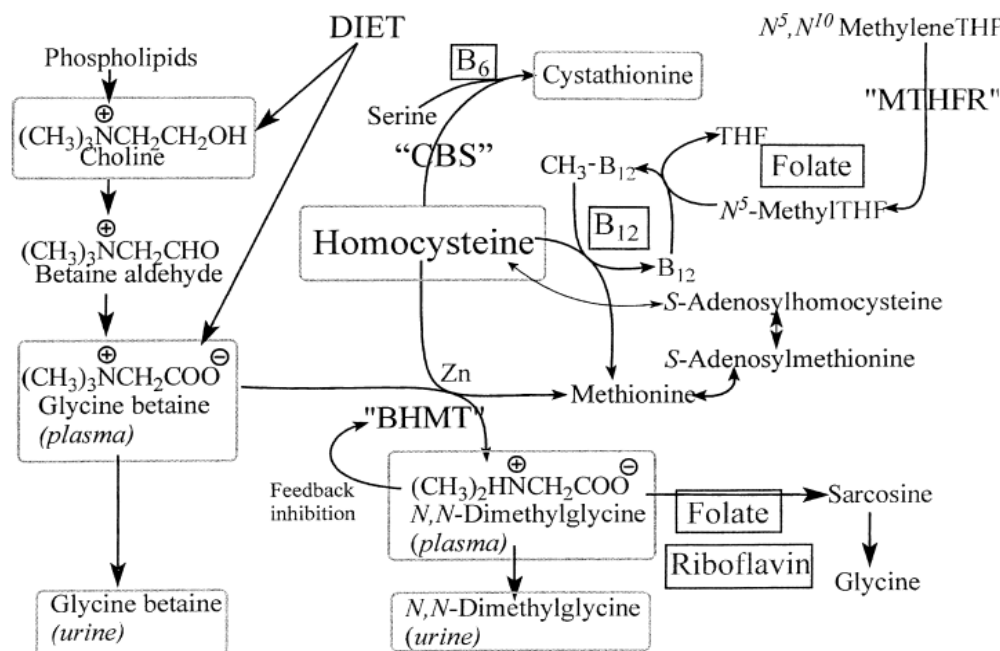 DIET
Phospholipids
⊕
(CH₃)₃NCH₂CH₂OH
Choline
⊕
(CH₃)₃NCH₂CHO
Betaine aldehyde
⊕ ⊖
(CH₃)₃NCH₂COO
Glycine betaine
(plasma)
Glycine betaine
(urine)
B₆
Serine
Cystathionine
“CBS”
Homocysteine
N⁵,N¹⁰ MethyleneTHF
"MTHFR"
THF
Folate
CH₃-B₁₂
N⁵-MethylTHF
B₁₂
B₁₂
S-Adenosylhomocysteine
S-Adenosylmethionine
Zn
Methionine
"BHMT"
Feedback
inhibition
⊕ ⊖
(CH₃)₂HNCH₂COO
N,N-Dimethylglycine
(plasma)
N,N-Dimethylglycine
(urine)
Folate
Riboflavin
Sarcosine
Glycine